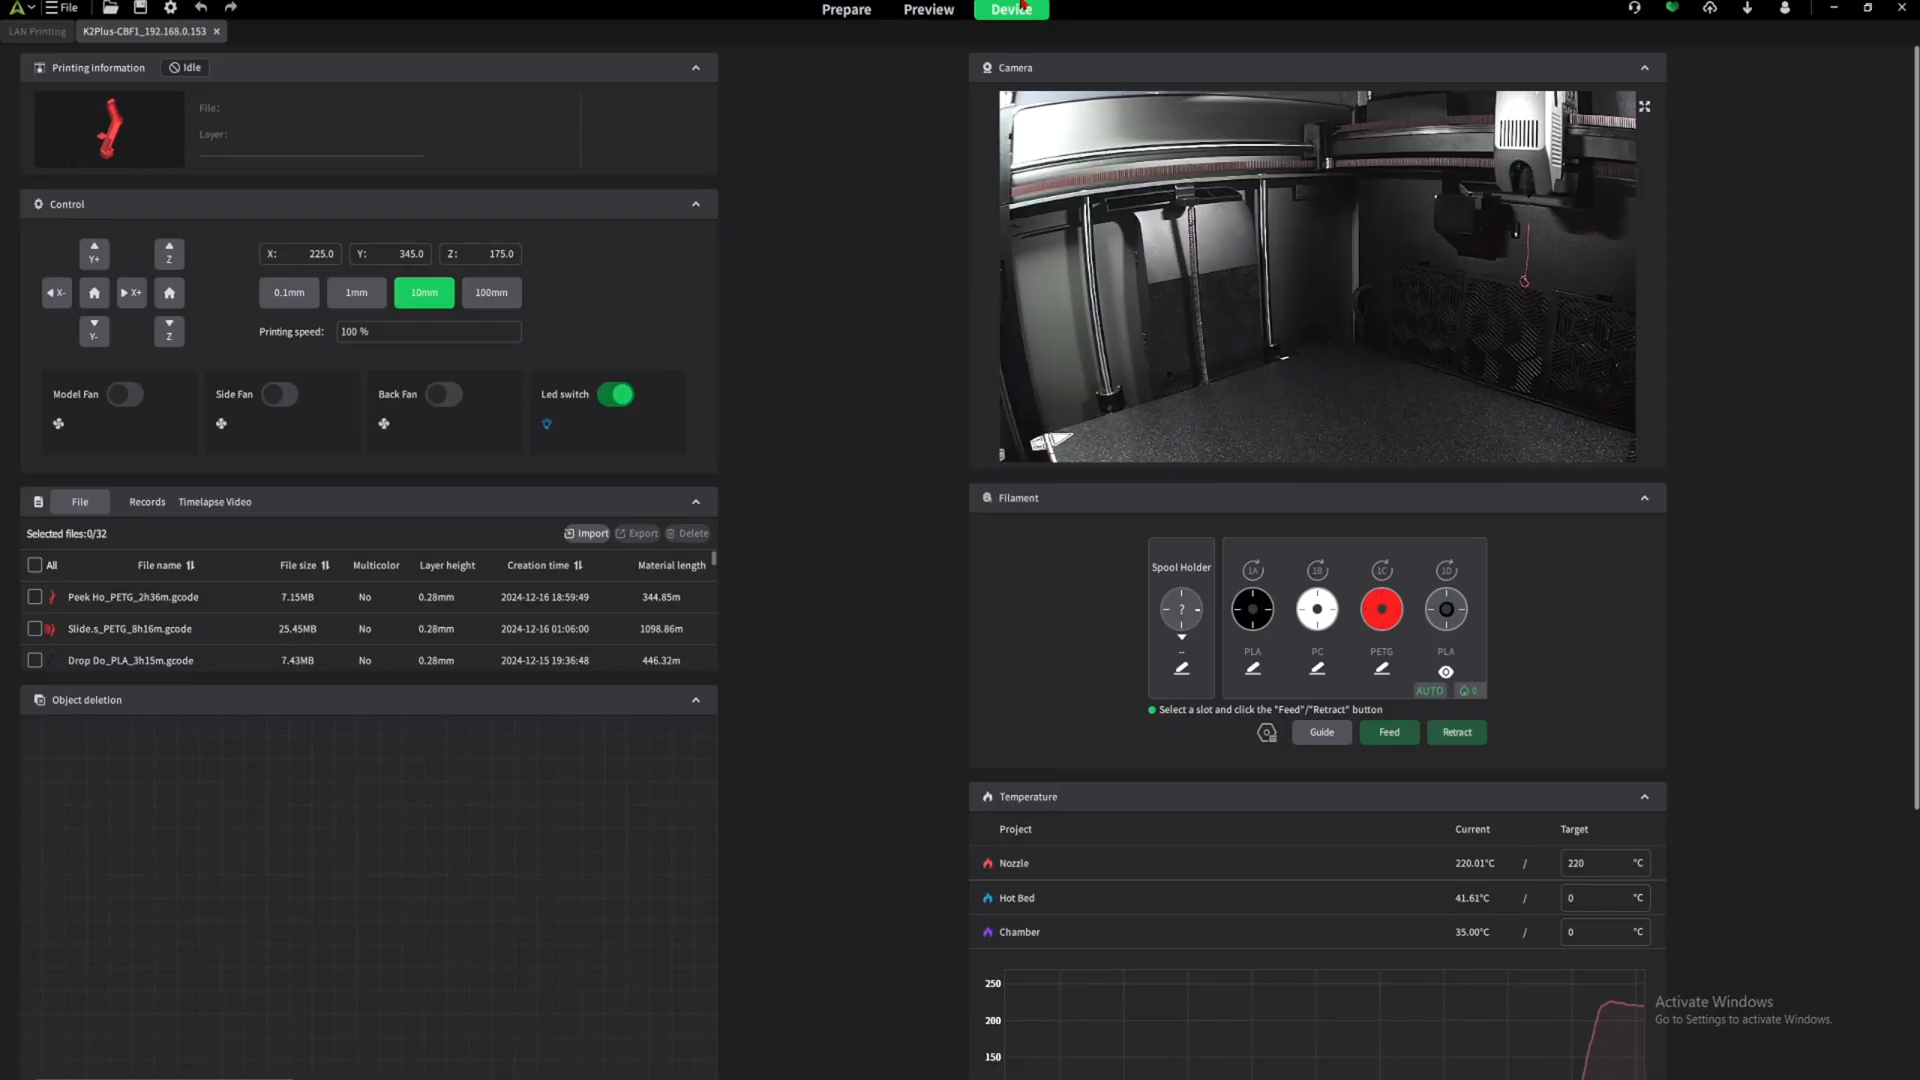 File
Prepare
Preview
Device
LAN Printing
K2Plus-CBF1_192.168.0.153
Printing information
Idle
File:
Layer:
Control
Y+
Z
X-
X+
Y-
Z
X: 225.0
Y: 345.0
Z: 175.0
0.1mm
1mm
10mm
100mm
Printing speed: 100 %
Model Fan
Side Fan
Back Fan
Led switch
File
Records
Timelapse Video
Selected files:0/32
Import
Export
Delete
All
File name
File size
Multicolor
Layer height
Creation time
Material length
Peek Ho_PETG_2h36m.gcode 7.15MB No 0.28mm 2024-12-16 18:59:49 344.85m
Slide.s_PETG_8h16m.gcode 25.45MB No 0.28mm 2024-12-16 01:06:00 1098.86m
Drop Do_PLA_3h15m.gcode 7.43MB No 0.28mm 2024-12-15 19:36:48 446.32m
Object deletion
Camera
Filament
Spool Holder
1A
1B
1C
1D
?
--
PLA
PC
PETG
PLA
AUTO
0
Select a slot and click the "Feed"/"Retract" button
Guide
Feed
Retract
Temperature
Project Current Target
Nozzle 220.01°C / 220 °C
Hot Bed 41.61°C / 0 °C
Chamber 35.00°C / 0 °C
250
200
150
Activate Windows
Go to Settings to activate Windows.